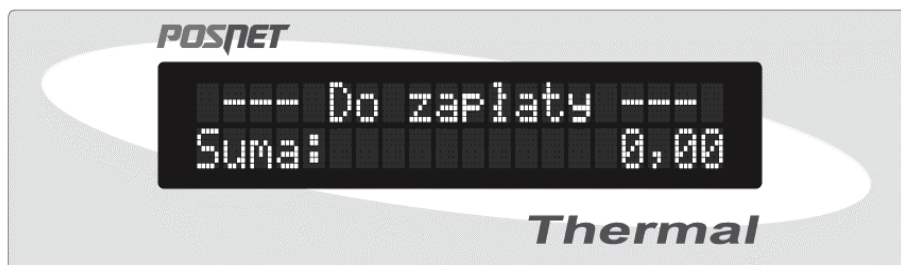 POSNET
--- Do zapłaty ---
Suma: 0,00
Thermal